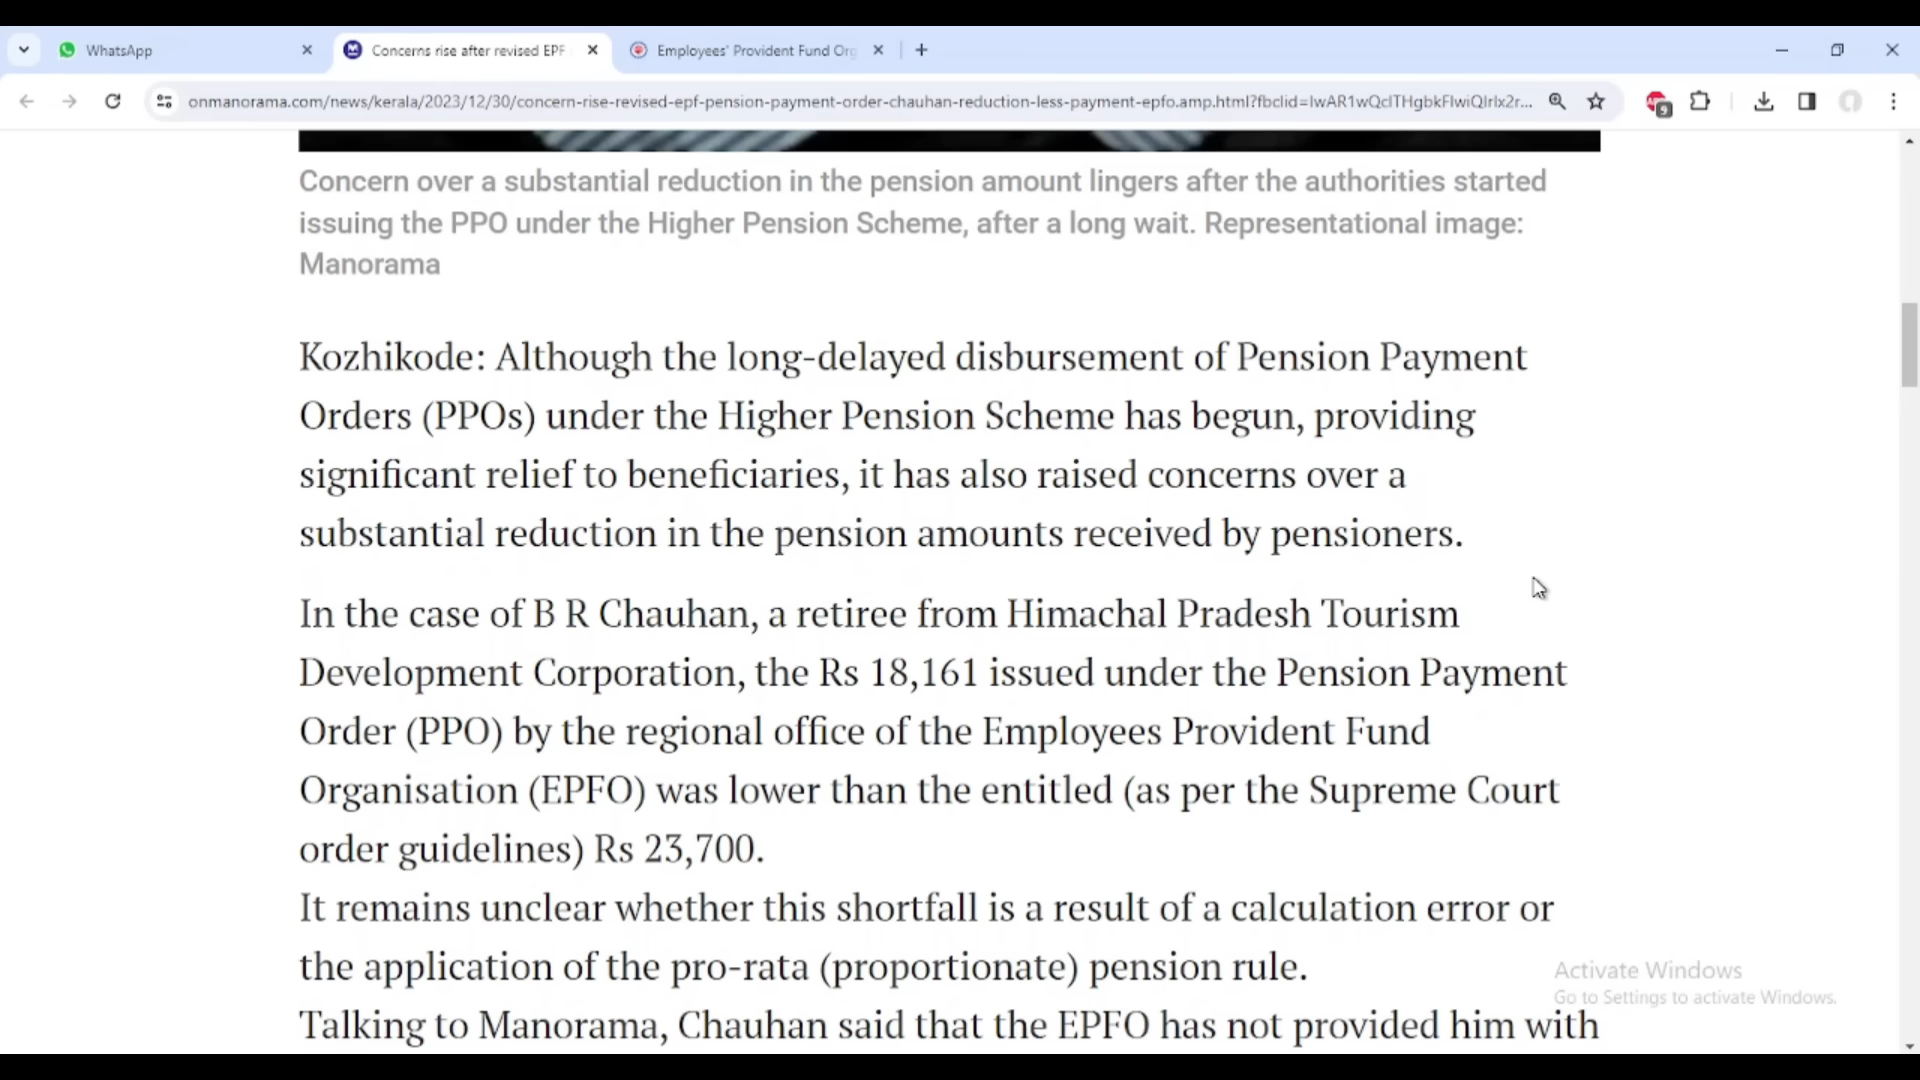 WhatsApp
Concerns rise after revised EPF
Employees' Provident Fund Org
onmanorama.com/news/kerala/2023/12/30/concern-rise-revised-epf-pension-payment-order-chauhan-reduction-less-payment-epfo.amp.html?fbclid=
9
Concern over a substantial reduction in the pension amount lingers after the authorities started
issuing the PPO under the Higher Pension Scheme, after a long wait. Representational image:
Manorama
Kozhikode: Although the long-delayed disbursement of Pension Payment
Orders (PPOs) under the Higher Pension Scheme has begun, providing
significant relief to beneficiaries, it has also raised concerns over a
substantial reduction in the pension amounts received by pensioners.
In the case of B R Chauhan, a retiree from Himachal Pradesh Tourism
Development Corporation, the Rs 18,161 issued under the Pension Payment
Order (PPO) by the regional office of the Employees Provident Fund
Organisation (EPFO) was lower than the entitled (as per the Supreme Court
order guidelines) Rs 23,700.
It remains unclear whether this shortfall is a result of a calculation error or
the application of the pro-rata (proportionate) pension rule.
Activate Windows
Go to Settings to activate Windows.
Talking to Manorama, Chauhan said that the EPFO has not provided him with